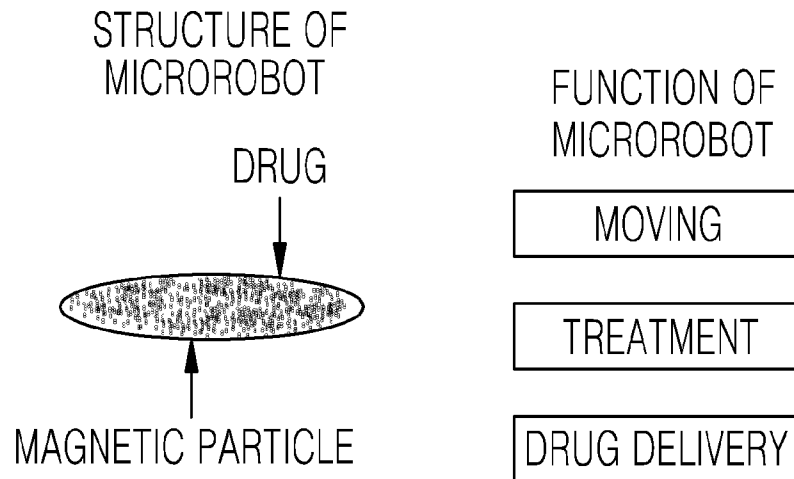 STRUCTURE OF
MICROROBOT
DRUG
MAGNETIC PARTICLE
FUNCTION OF
MICROROBOT
MOVING
TREATMENT
DRUG DELIVERY